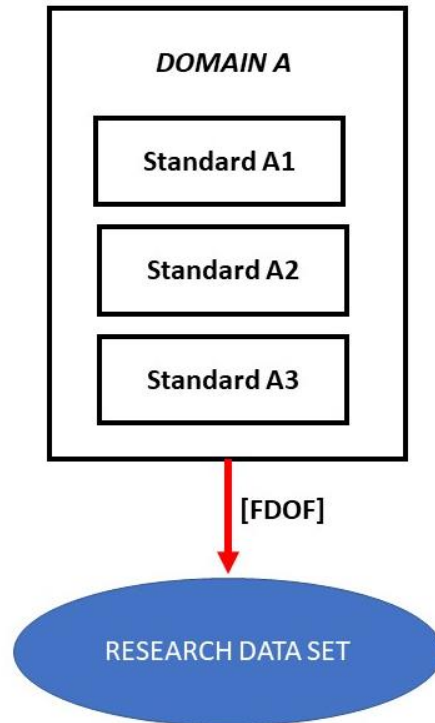 DOMAIN A
Standard A1
Standard A2
Standard A3
[FDOF]
RESEARCH DATA SET